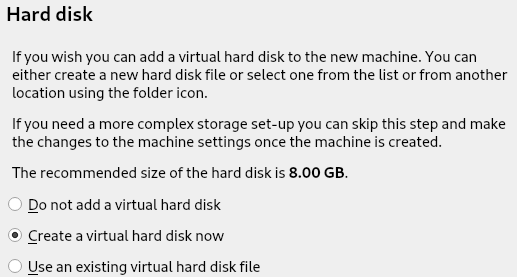 Hard disk
If you wish you can add a virtual hard disk to the new machine. You can
either create a new hard disk file or select one from the list or from another
location using the folder icon.
If you need a more complex storage set-up you can skip this step and make
the changes to the machine settings once the machine is created.
The recommended size of the hard disk is 8.00 GB.
Do not add a virtual hard disk
Create a virtual hard disk now
Use an existing virtual hard disk file